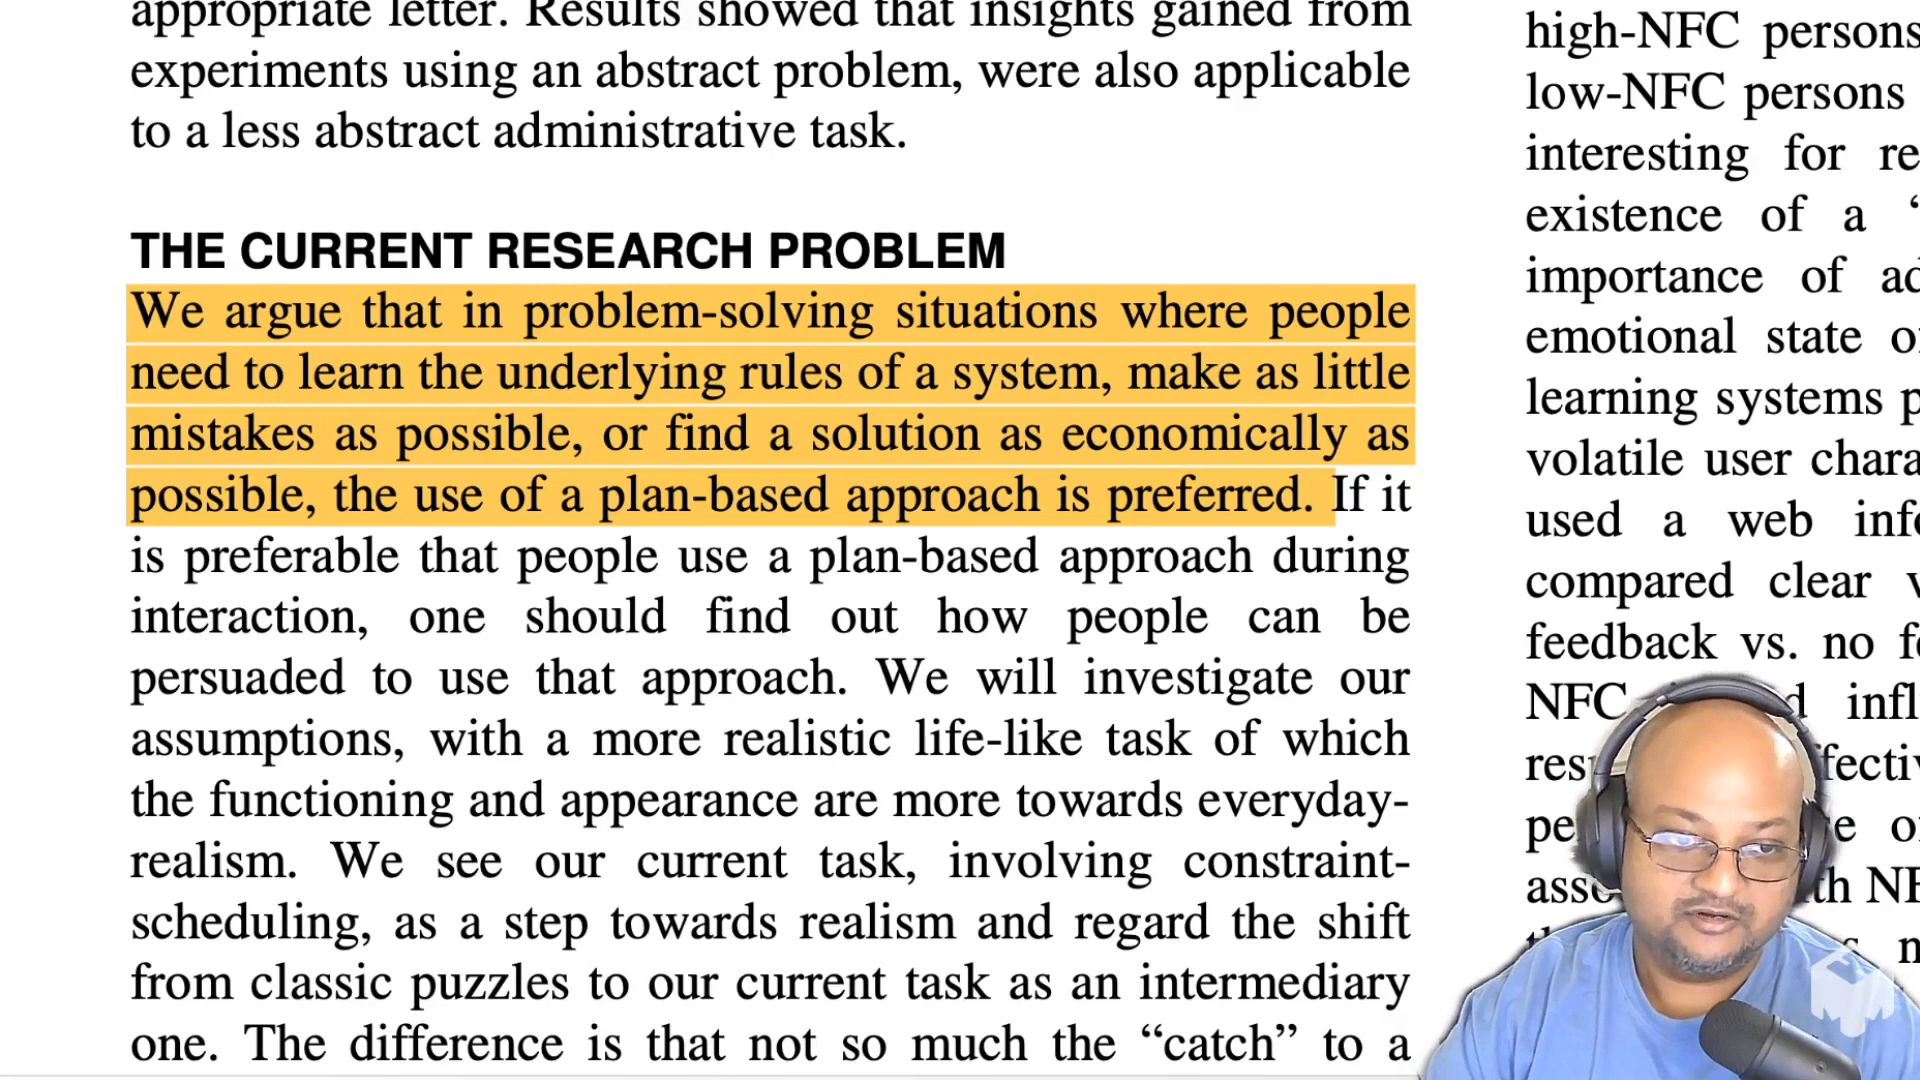 appropriate letter. Results showed that insights gained from
experiments using an abstract problem, were also applicable
to a less abstract administrative task.
THE CURRENT RESEARCH PROBLEM
We argue that in problem-solving situations where people
need to learn the underlying rules of a system, make as little
mistakes as possible, or find a solution as economically as
possible, the use of a plan-based approach is preferred. If it
is preferable that people use a plan-based approach during
interaction, one should find out how people can be
persuaded to use that approach. We will investigate our
assumptions, with a more realistic life-like task of which
the functioning and appearance are more towards everyday-
realism. We see our current task, involving constraint-
scheduling, as a step towards realism and regard the shift
from classic puzzles to our current task as an intermediary
one. The difference is that not so much the “catch” to a
high-NFC persons
low-NFC persons
interesting for re
existence of a ‘
importance of ad
emotional state
learning systems
volatile user chara
used a web info
compared clear
feedback vs. no
NFC infl